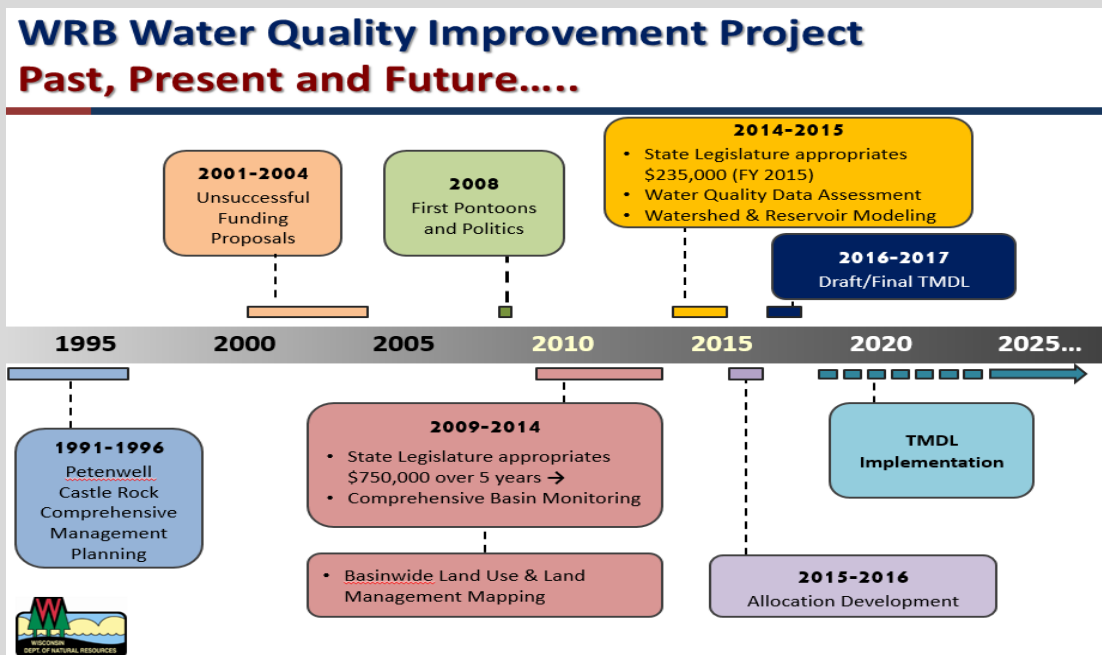 WRB Water Quality Improvement Project
Past, Present and Future.....
2001-2004
Unsuccessful
Funding
Proposals
2008
First Pontoons
and Politics
2014-2015
• State Legislature appropriates
$235,000 (FY 2015)
• Water Quality Data Assessment
• Watershed & Reservoir Modeling
2016-2017
Draft/Final TMDL
1995 2000 2005 2010 2015 2020 2025...
1991-1996
Petenwell
Castle Rock
Comprehensive
Management
Planning
2009-2014
• State Legislature appropriates
$750,000 over 5 years →
• Comprehensive Basin Monitoring
• Basinwide Land Use & Land
Management Mapping
TMDL
Implementation
2015-2016
Allocation Development
W
WISCONSIN
DEPT. OF NATURAL RESOURCES